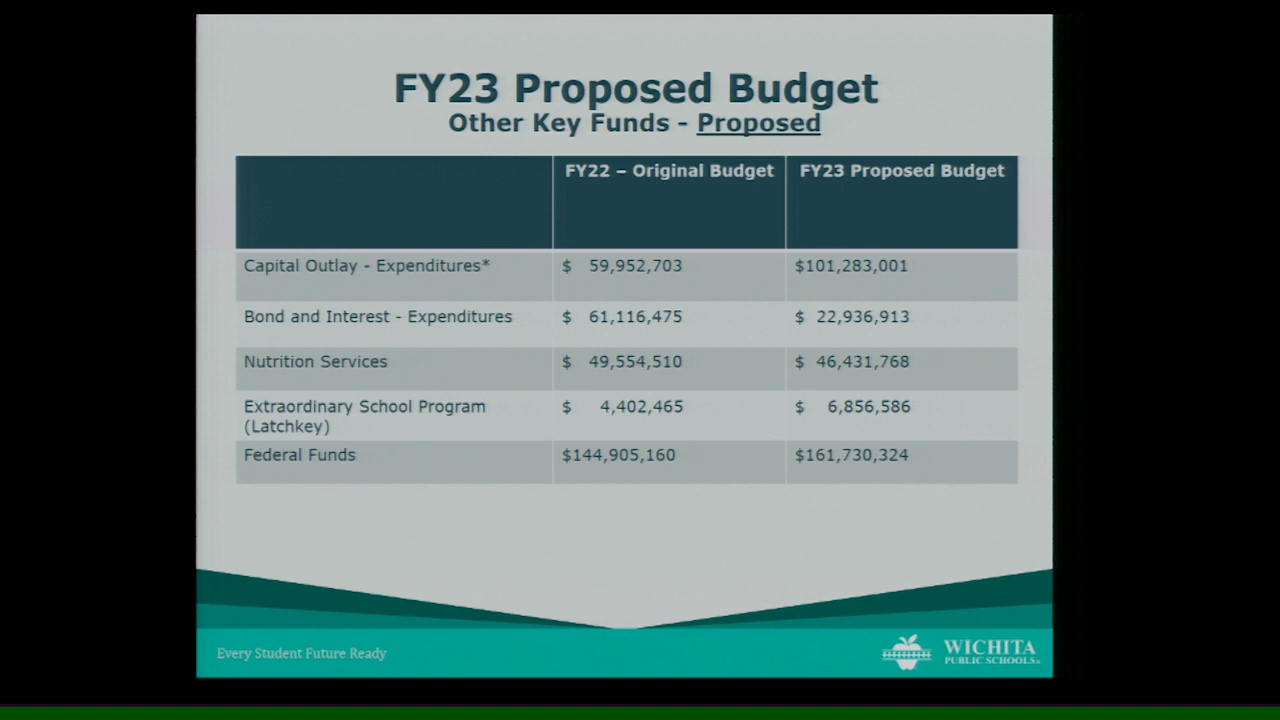 FY23 Proposed Budget
Other Key Funds - Proposed
FY22 – Original Budget FY23 Proposed Budget
Capital Outlay - Expenditures* $ 59,952,703 $101,283,001
Bond and Interest - Expenditures $ 61,116,475 $ 22,936,913
Nutrition Services $ 49,554,510 $ 46,431,768
Extraordinary School Program $ 4,402,465 $ 6,856,586
(Latchkey)
Federal Funds $144,905,160 $161,730,324
Every Student Future Ready
WICHITA
PUBLIC SCHOOLS